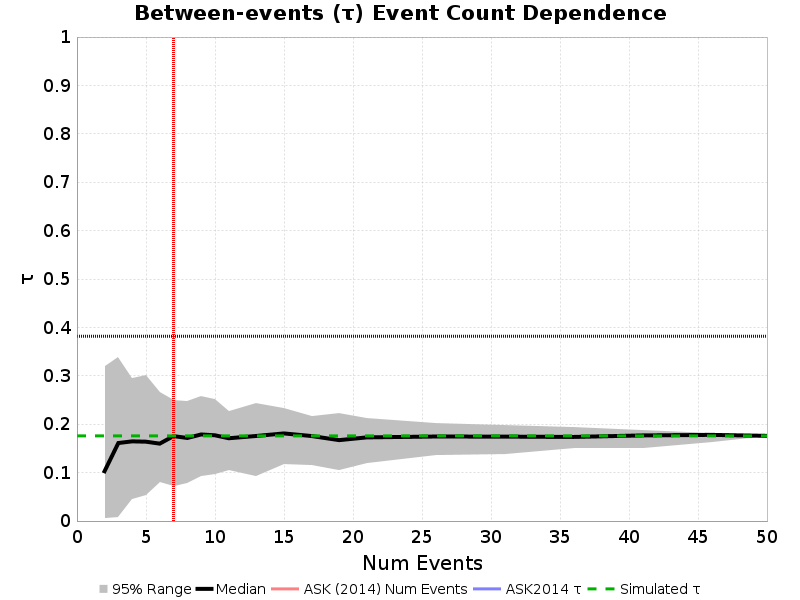 Between-events (τ) Event Count Dependence
1
0.9
0.8
0.7
0.6
0.5
0.4
0.3
0.2
0.1
0
τ
0 5 10 15 20 25 30 35 40 45 50
Num Events
95% Range Median ASK (2014) Num Events ASK2014 τ Simulated τ